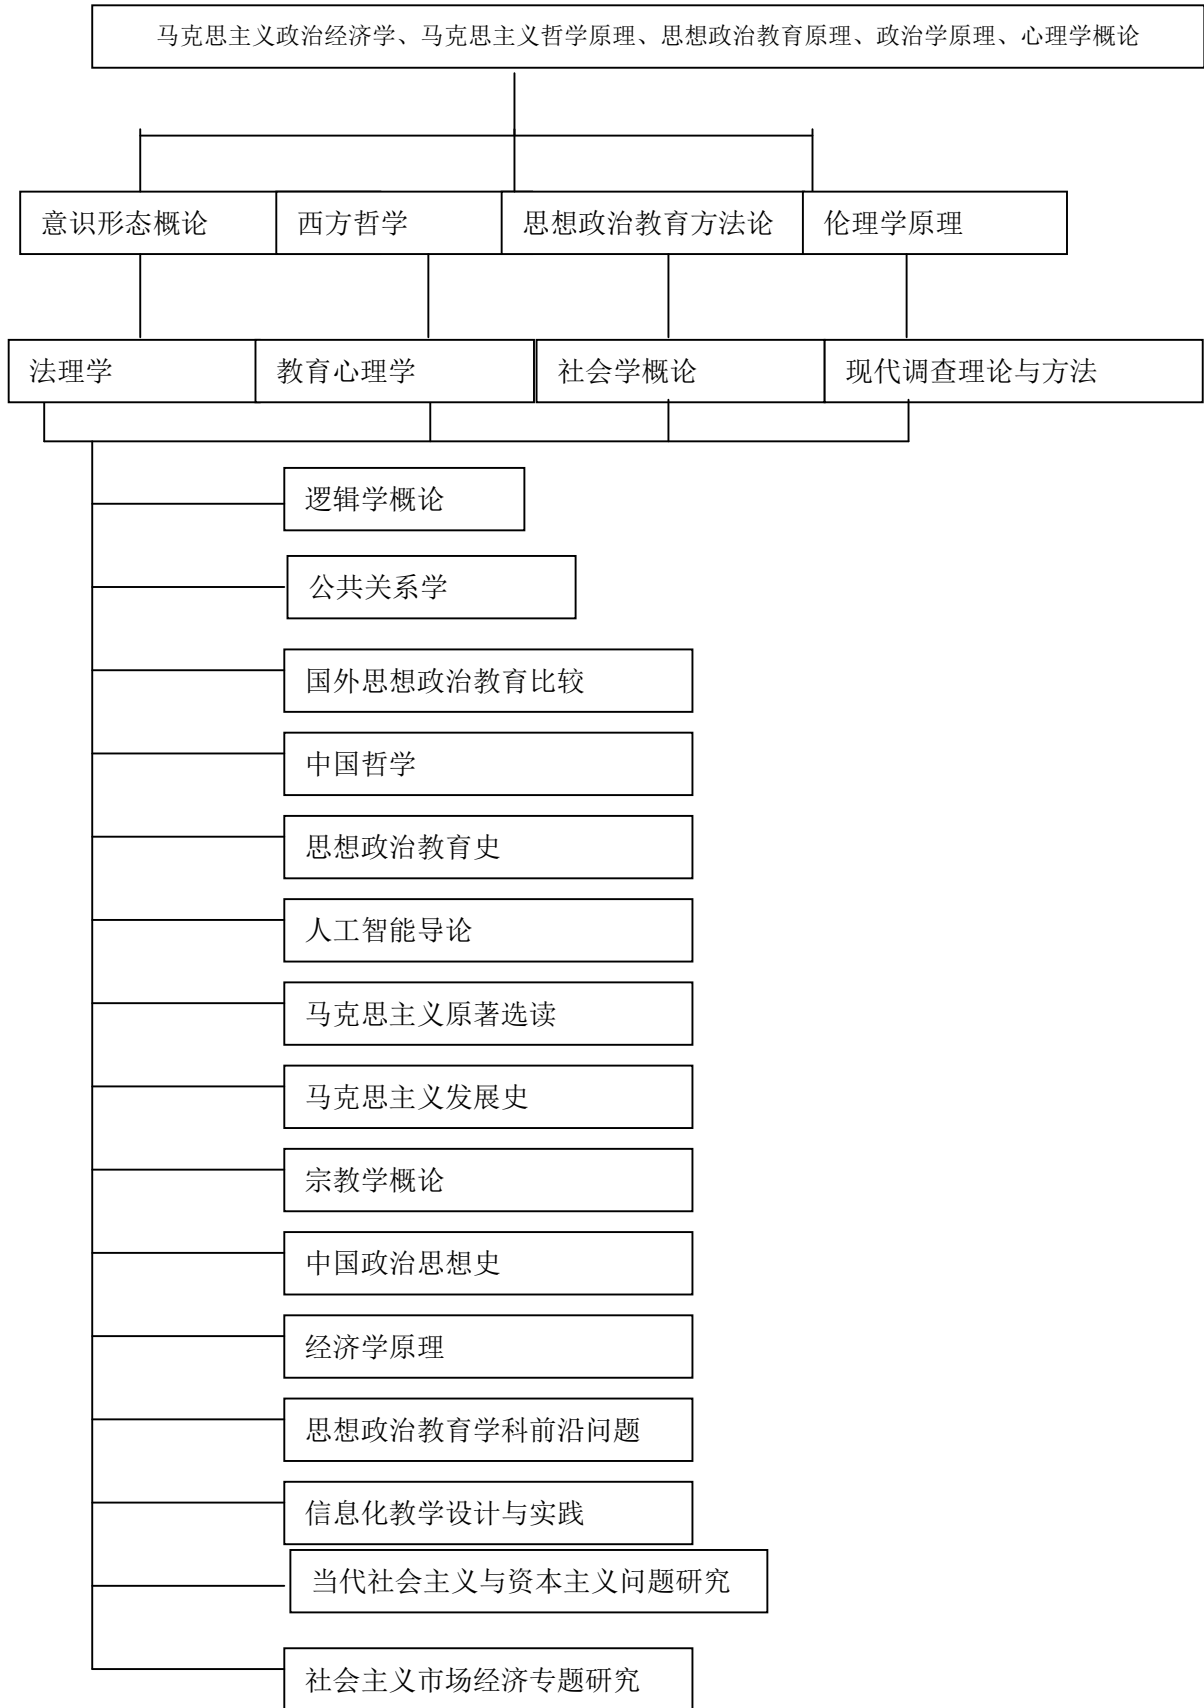 马克思主义政治经济学、马克思主义哲学原理、思想政治教育原理、政治学原理、心理学概论
意识形态概论
西方哲学
思想政治教育方法论
伦理学原理
法理学
教育心理学
社会学概论
现代调查理论与方法
逻辑学概论
公共关系学
国外思想政治教育比较
中国哲学
思想政治教育史
人工智能导论
马克思主义原著选读
马克思主义发展史
宗教学概论
中国政治思想史
经济学原理
思想政治教育学科前沿问题
信息化教学设计与实践
当代社会主义与资本主义问题研究
社会主义市场经济专题研究